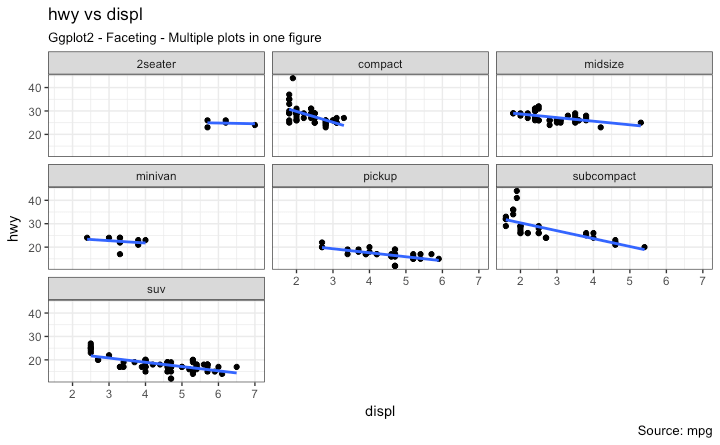 hwy vs displ
Ggplot2 - Faceting - Multiple plots in one figure
2seater compact midsize
40
30
20
minivan pickup subcompact
40
30
20
2 3 4 5 6 7 2 3 4 5 6 7
suv
40
30
20
2 3 4 5 6 7
hwy
displ
Source: mpg